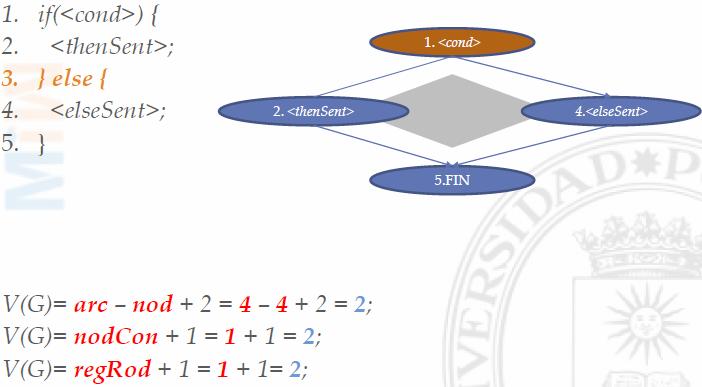 1. if(<cond>) {
2. <thenSent>;
3. } else {
4. <elseSent>;
5. }
1. <cond>
2. <thenSent>
4.<elseSent>
5.FIN
V(G)= arc – nod + 2 = 4 – 4 + 2 = 2;
V(G)= nodCon + 1 = 1 + 1 = 2;
V(G)= regRod + 1 = 1 + 1= 2;